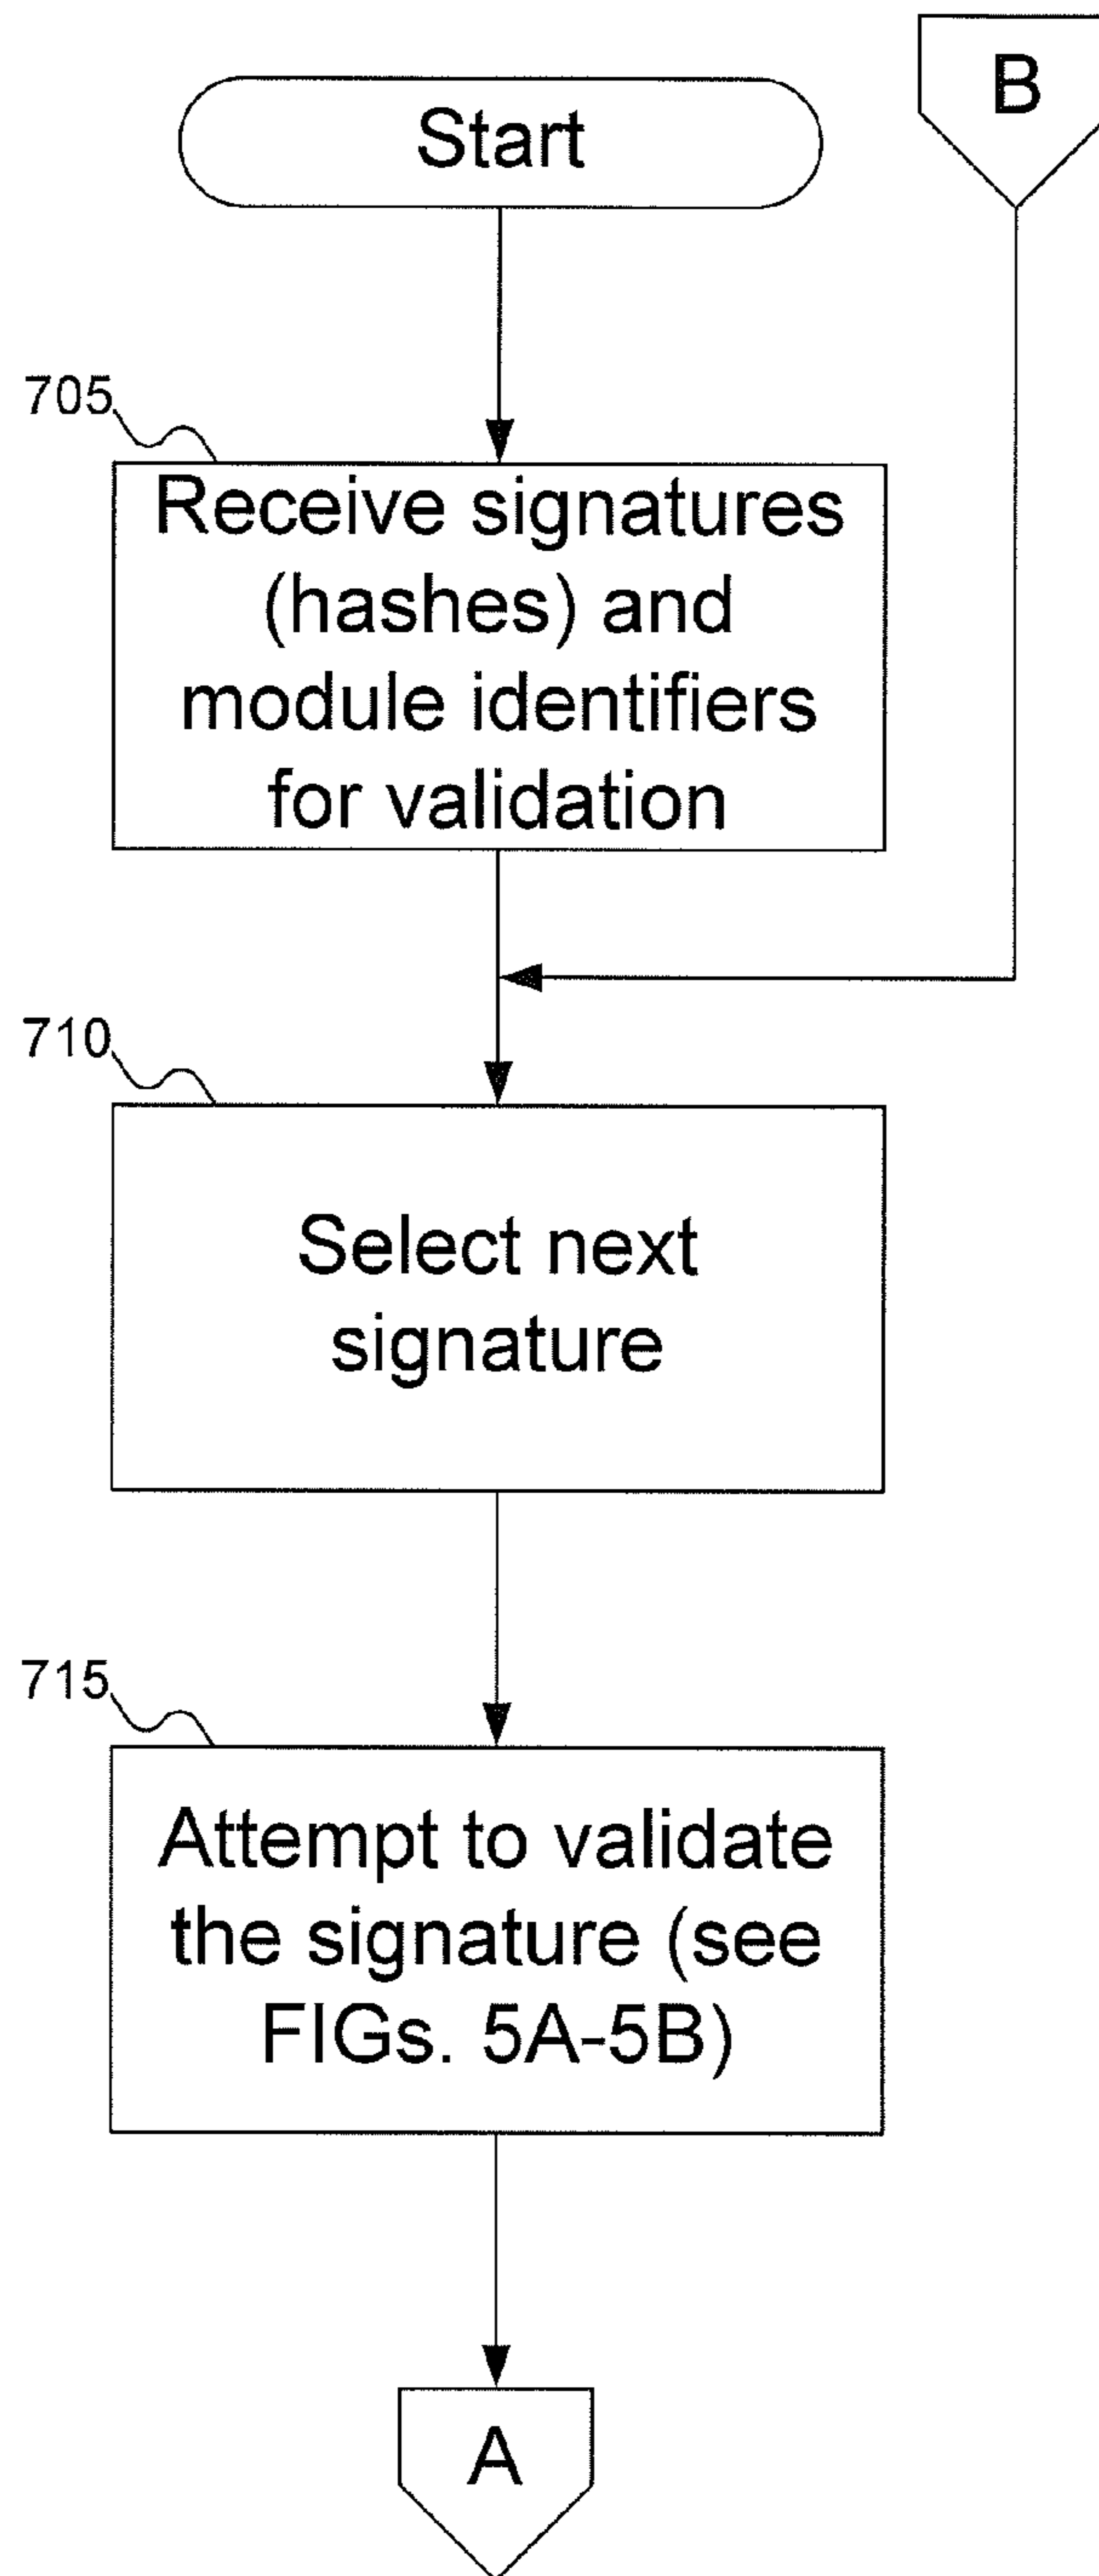 B
Start
705
Receive signatures
(hashes) and
module identifiers
for validation
710
Select next
signature
715
Attempt to validate
the signature (see
FIGs. 5A-5B)
A